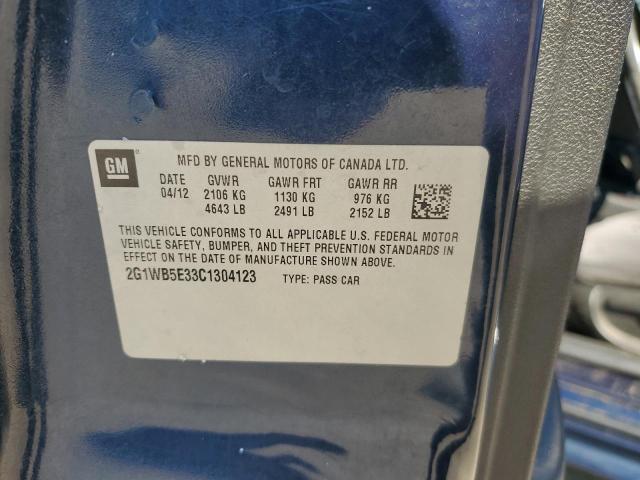 GM MFD BY GENERAL MOTORS OF CANADA LTD.
DATE GVWR GAWR FRT GAWR RR
04/12 2106 KG 1130 KG 976 KG
4643 LB 2491 LB 2152 LB
THIS VEHICLE CONFORMS TO ALL APPLICABLE U.S. FEDERAL MOTOR
VEHICLE SAFETY, BUMPER, AND THEFT PREVENTION STANDARDS IN
EFFECT ON THE DATE OF MANUFACTURE SHOWN ABOVE.
2G1WB5E33C1304123 TYPE: PASS CAR